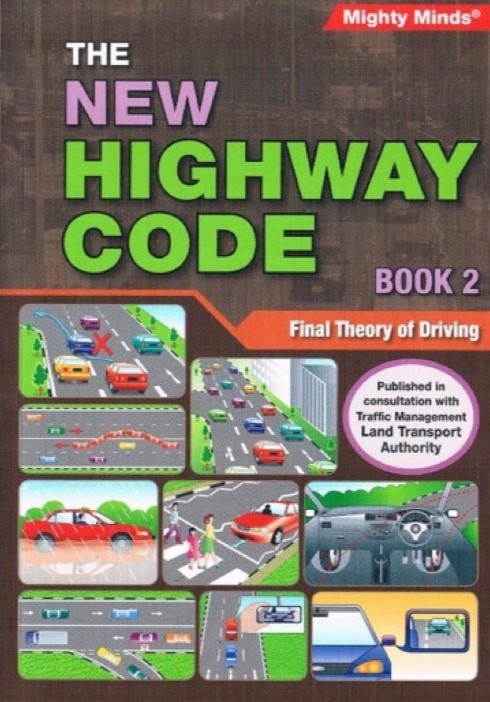 Mighty Minds®
THE
NEW
HIGHWAY
CODE
BOOK 2
Final Theory of Driving
Published in
consultation with
Traffic Management
Land Transport
Authority